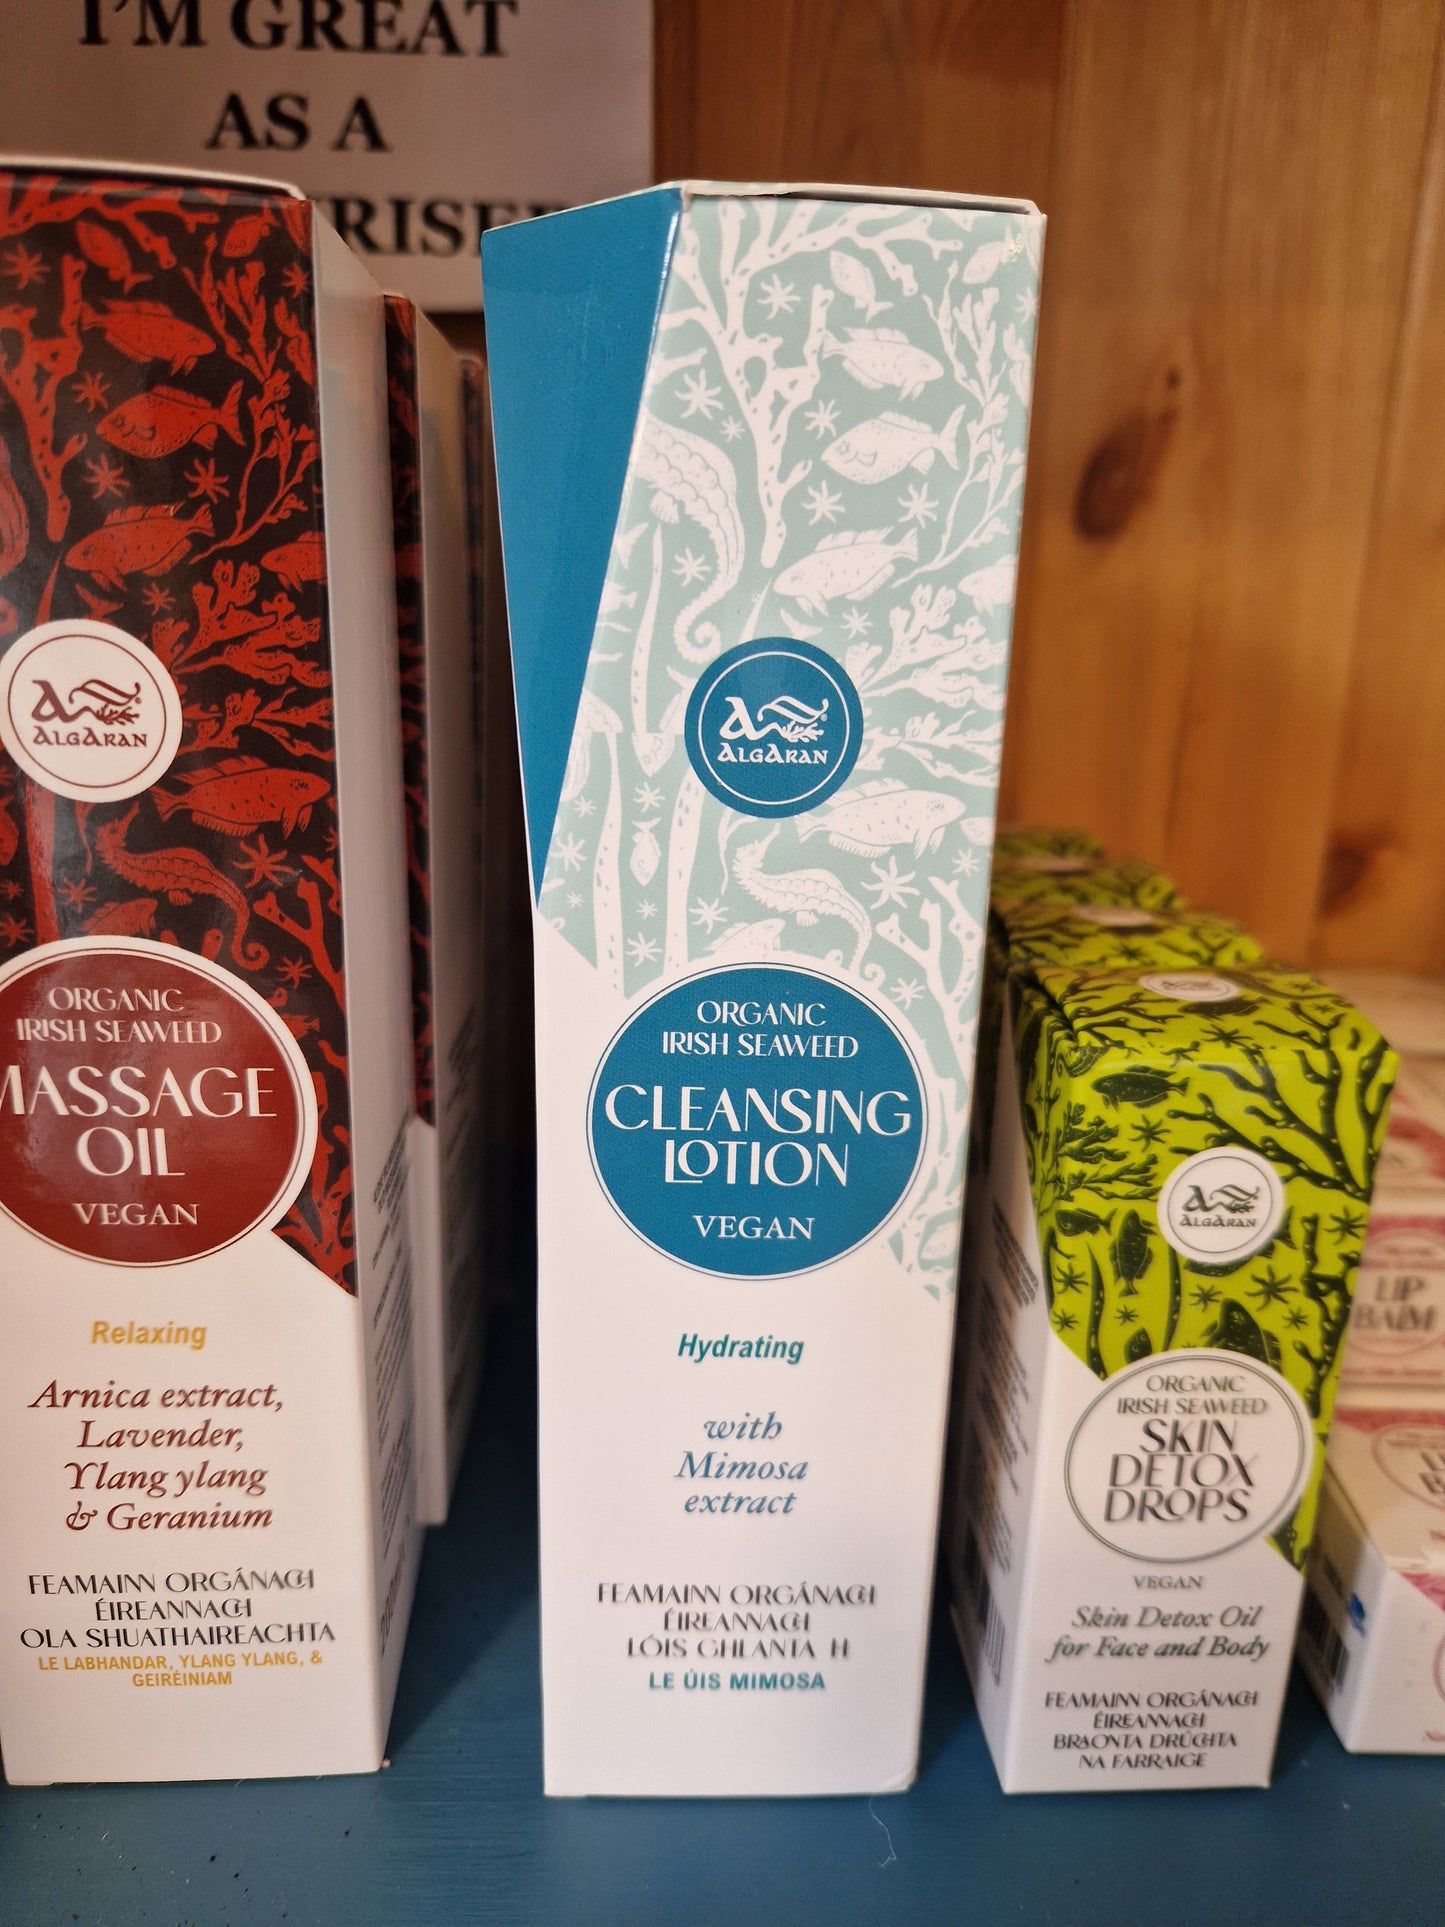 I'M GREAT
AS A
ALGARAN
ORGANIC
IRISH SEAWEED
MASSAGE
OIL
VEGAN
Relaxing
Arnica extract,
Lavender,
Ylang ylang
& Geranium
FEAMAINN ORGÁNACH
ÉIREANNACH
OLA SHUATHAIREACHTA
LE LABHANDAR, YLANG YLANG, &
GEIRÉINIAM
ALGARAN
ORGANIC
IRISH SEAWEED
CLEANSING
LOTION
VEGAN
Hydrating
with
Mimosa
extract
FEAMAINN ORGÁNACH
ÉIREANNACH
LÓIS GHLANTA H
LE ÚIS MIMOSA
ALGARAN
ORGANIC
IRISH SEAWEED
SKIN
DETOX
DROPS
VEGAN
Skin Detox Oil
for Face and Body
FEAMAINN ORGÁNACH
ÉIREANNACH
BRAONTA DRÚCHTA
NA FARRAIGE
LIP
BALM